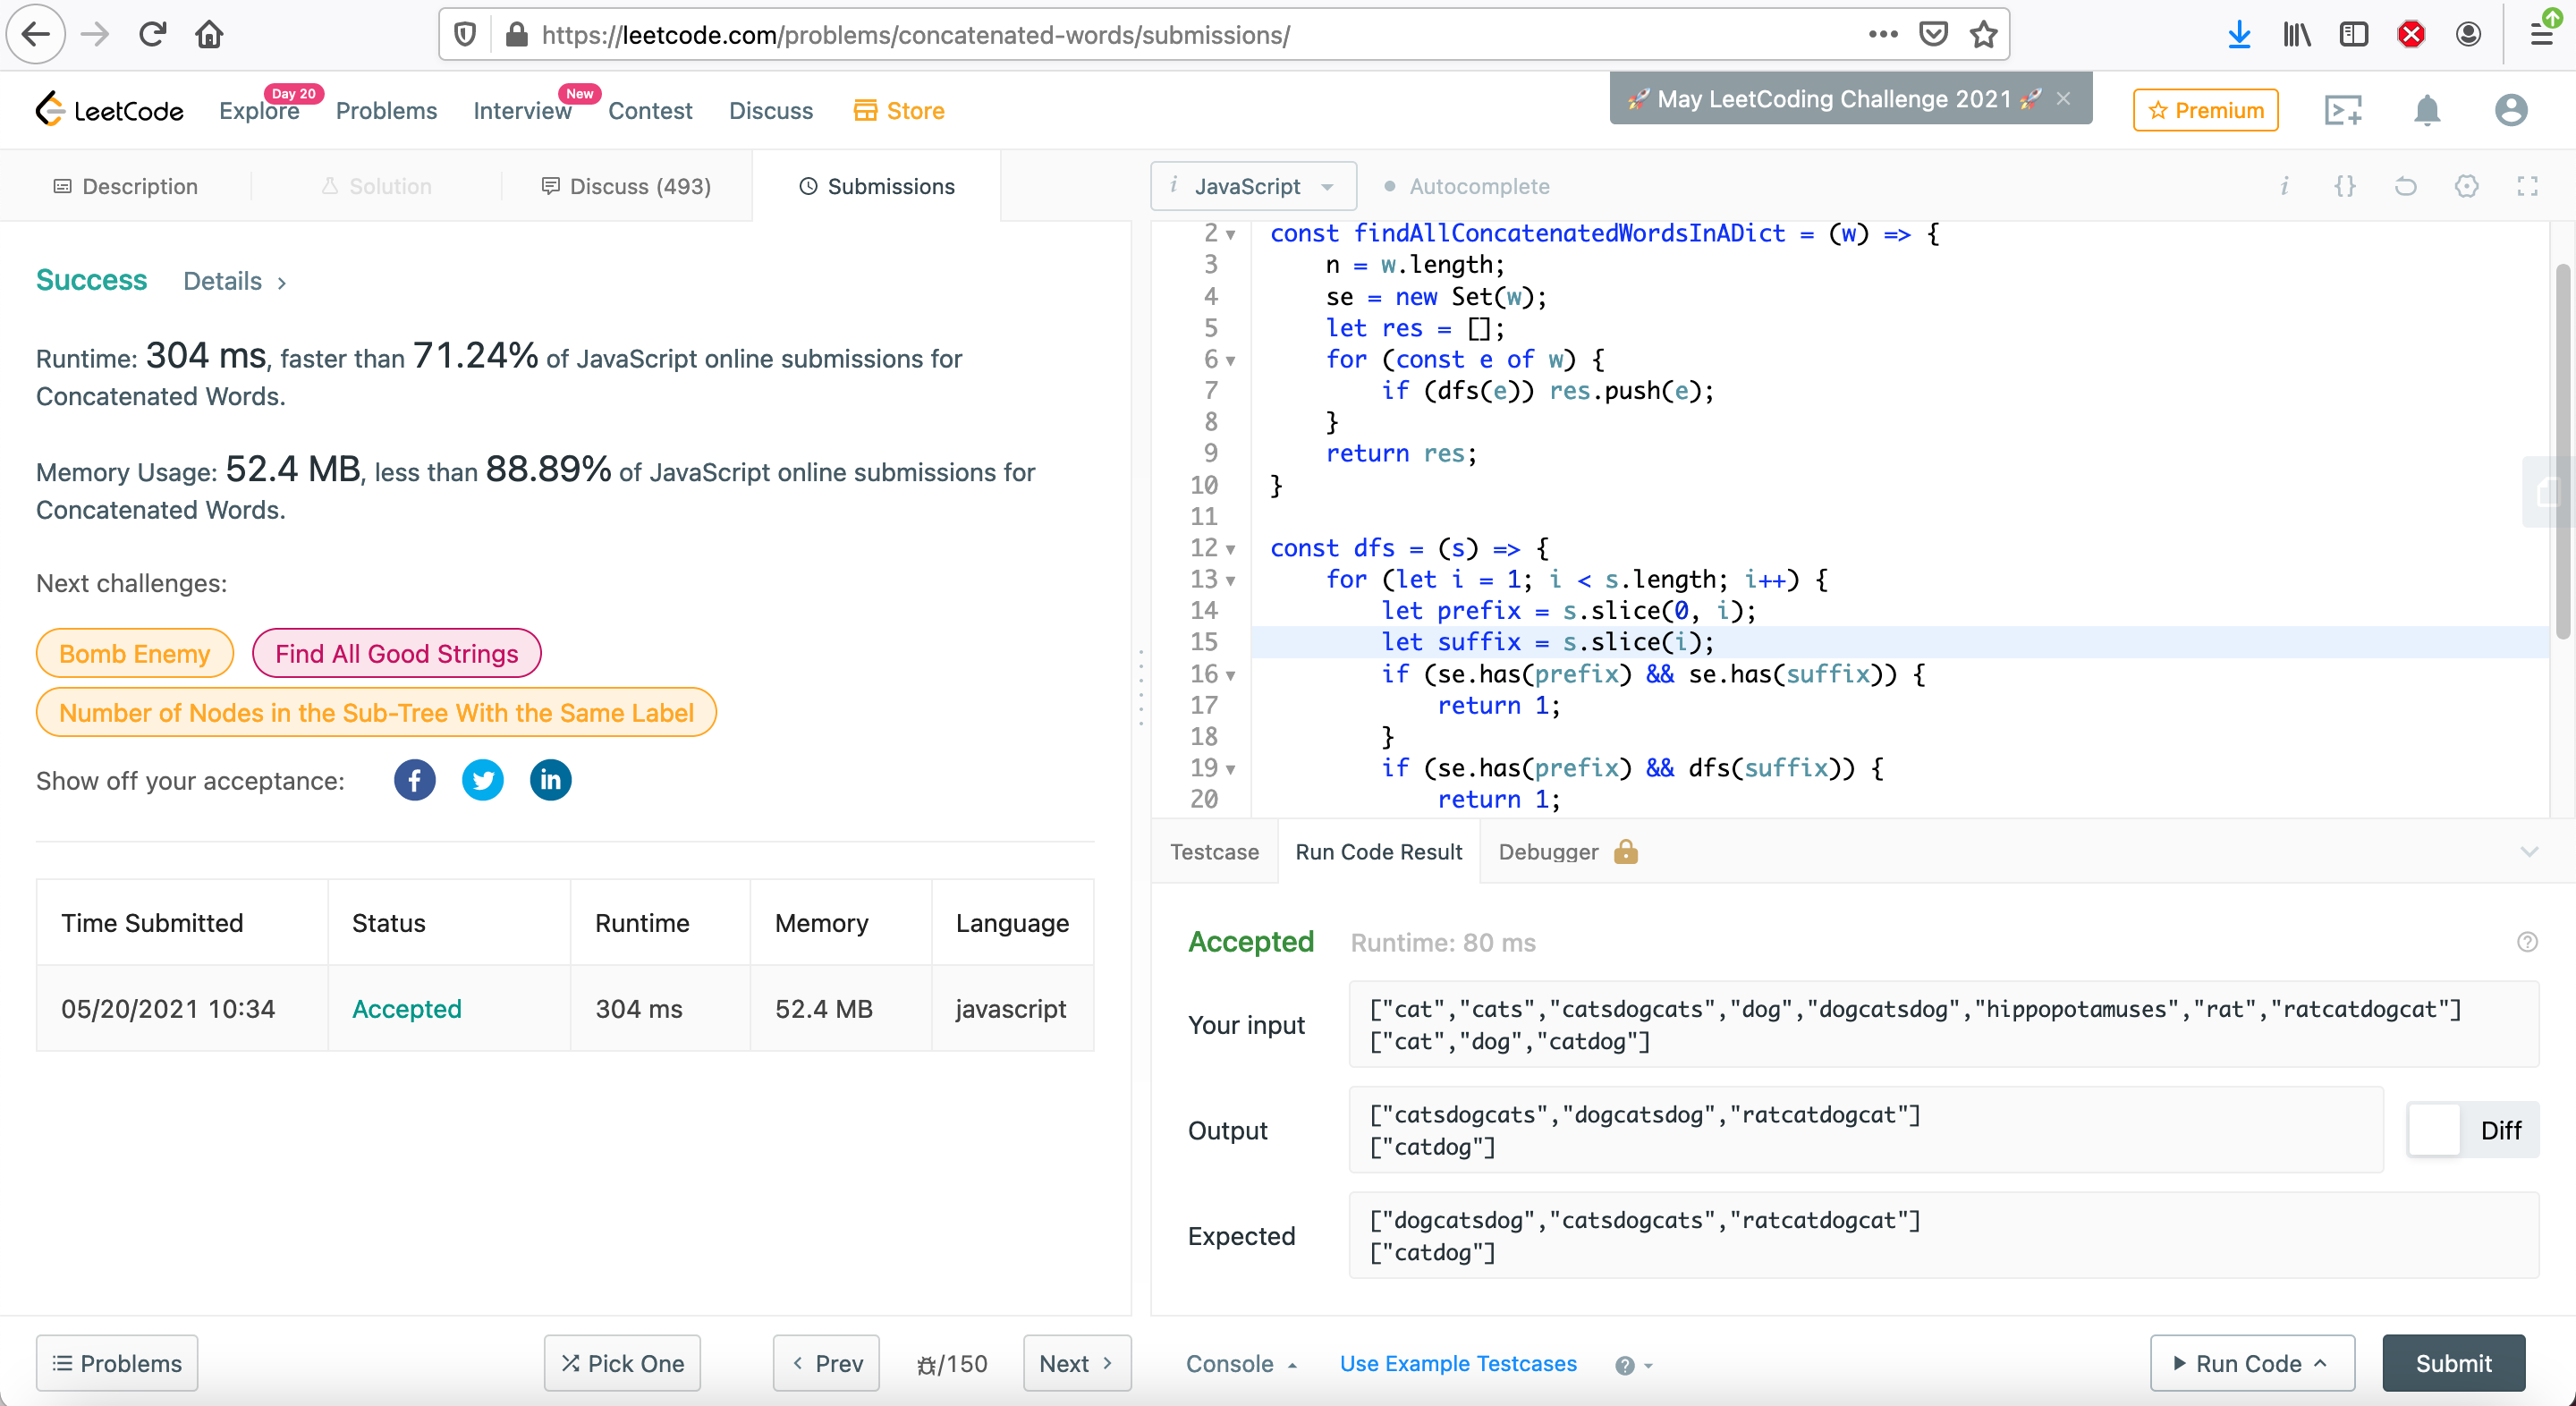 https://leetcode.com/problems/concatenated-words/submissions/
LeetCode
Explore
Day 20
Problems
Interview
New
Contest
Discuss
Store
May LeetCoding Challenge 2021
Premium
Description
Solution
Discuss (493)
Submissions
Success Details >
Runtime: 304 ms, faster than 71.24% of JavaScript online submissions for
Concatenated Words.
Memory Usage: 52.4 MB, less than 88.89% of JavaScript online submissions for
Concatenated Words.
Next challenges:
Bomb Enemy
Find All Good Strings
Number of Nodes in the Sub-Tree With the Same Label
Show off your acceptance:
Time Submitted Status Runtime Memory Language
05/20/2021 10:34 Accepted 304 ms 52.4 MB javascript
i JavaScript
Autocomplete
2 const findAllConcatenatedWordsInADict = (w) => {
3 n = w.length;
4 se = new Set(w);
5 let res = [];
6 for (const e of w) {
7 if (dfs(e)) res.push(e);
8 }
9 return res;
10 }
11
12 const dfs = (s) => {
13 for (let i = 1; i < s.length; i++) {
14 let prefix = s.slice(0, i);
15 let suffix = s.slice(i);
16 if (se.has(prefix) && se.has(suffix)) {
17 return 1;
18 }
19 if (se.has(prefix) && dfs(suffix)) {
20 return 1;
Testcase
Run Code Result
Debugger
Accepted Runtime: 80 ms
Your input
["cat","cats","catsdogcats","dog","dogcatsdog","hippopotamuses","rat","ratcatdogcat"]
["cat","dog","catdog"]
Output
["catsdogcats","dogcatsdog","ratcatdogcat"]
["catdog"]
Diff
Expected
["dogcatsdog","catsdogcats","ratcatdogcat"]
["catdog"]
Problems
Pick One
< Prev
/150
Next >
Console
Use Example Testcases
Run Code
Submit